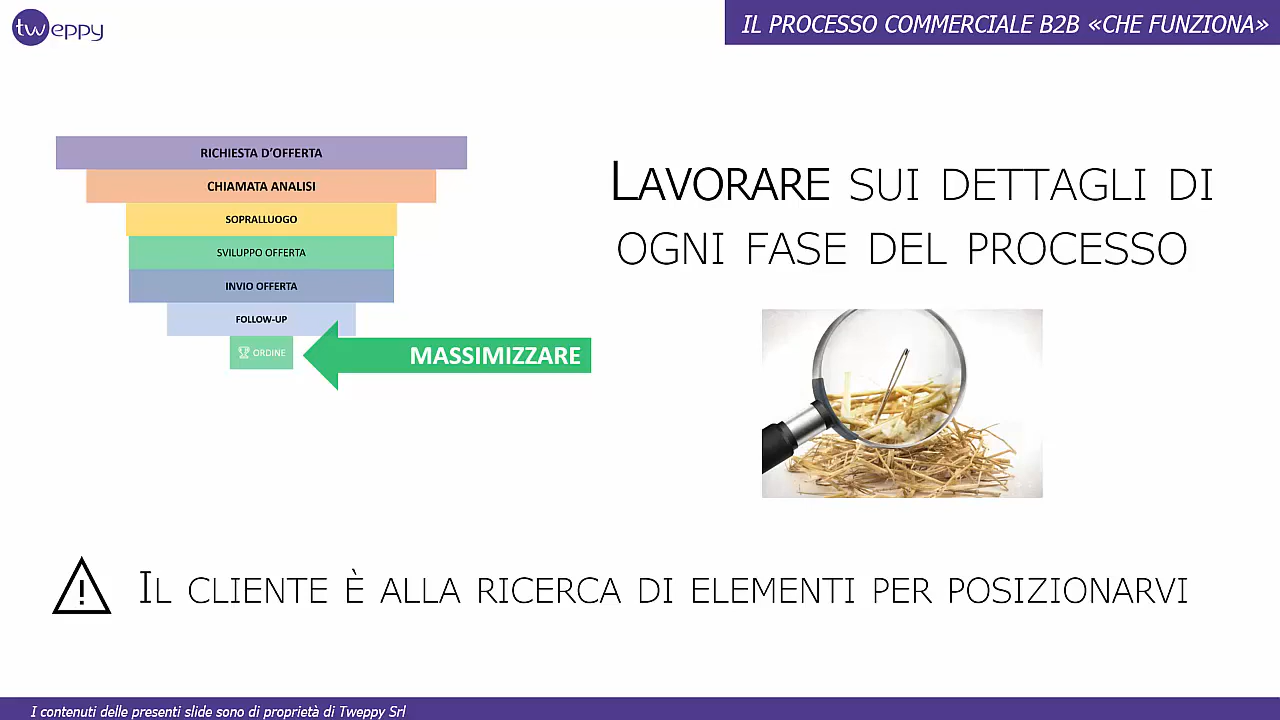 tweppy
IL PROCESSO COMMERCIALE B2B «CHE FUNZIONA»
RICHIESTA D'OFFERTA
CHIAMATA ANALISI
SOPRALLUOGO
SVILUPPO OFFERTA
INVIO OFFERTA
FOLLOW-UP
ORDINE
MASSIMIZZARE
LAVORARE SUI DETTAGLI DI
OGNI FASE DEL PROCESSO
IL CLIENTE È ALLA RICERCA DI ELEMENTI PER POSIZIONARVI
I contenuti delle presenti slide sono di proprietà di Tweppy Srl